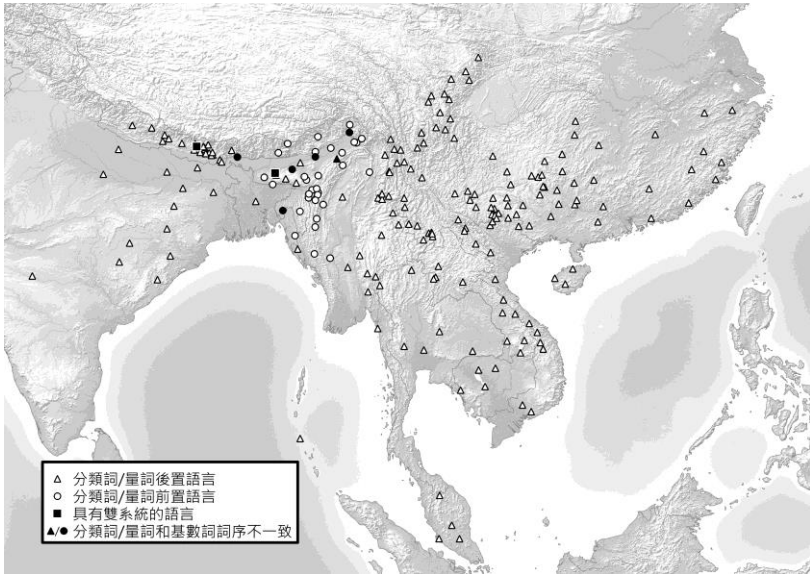 △ 分類詞/量詞後置語言
○ 分類詞/量詞前置語言
■ 具有雙系統的語言
▲/● 分類詞/量詞和基數詞詞序不一致